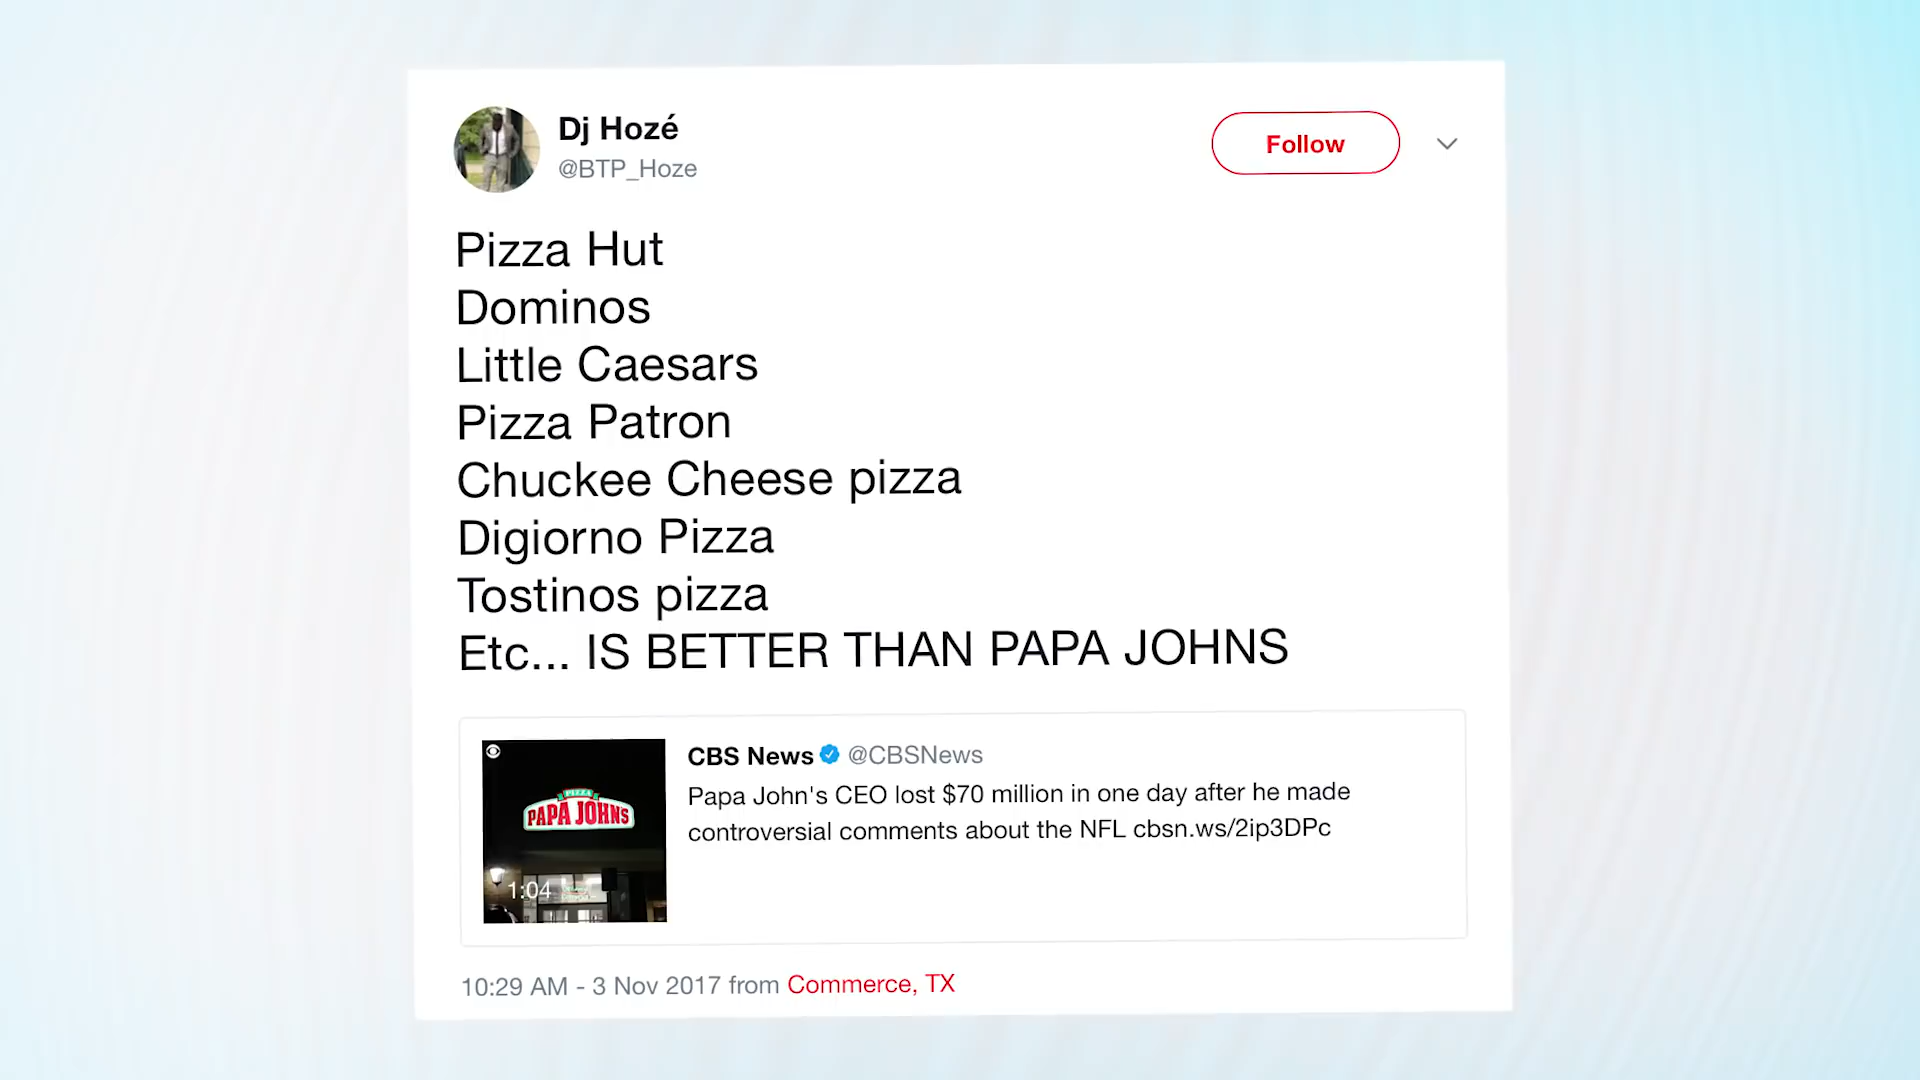 Dj Hozé
@BTP_Hoze
Follow
Pizza Hut
Dominos
Little Caesars
Pizza Patron
Chuckee Cheese pizza
Digiorno Pizza
Tostinos pizza
Etc... IS BETTER THAN PAPA JOHNS
PIZZA
PAPA JOHNS
1:04
CBS News @CBSNews
Papa John's CEO lost $70 million in one day after he made
controversial comments about the NFL cbsn.ws/2ip3DPc
10:29 AM - 3 Nov 2017 from Commerce, TX